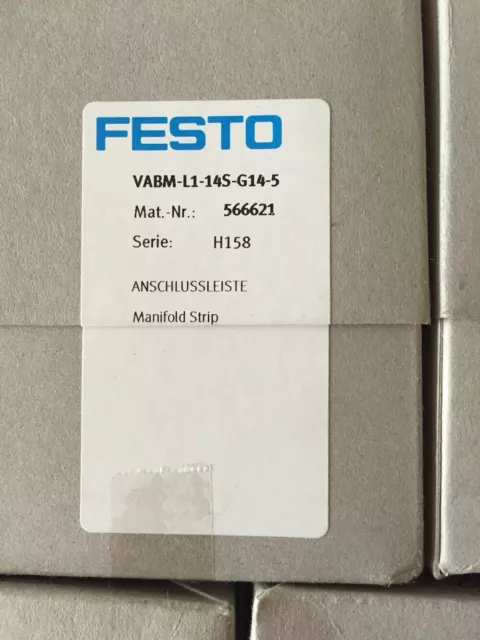 FESTO
VABM-L1-14S-G14-5
Mat.-Nr.: 566621
Serie: H158
ANSCHLUSSLEISTE
Manifold Strip